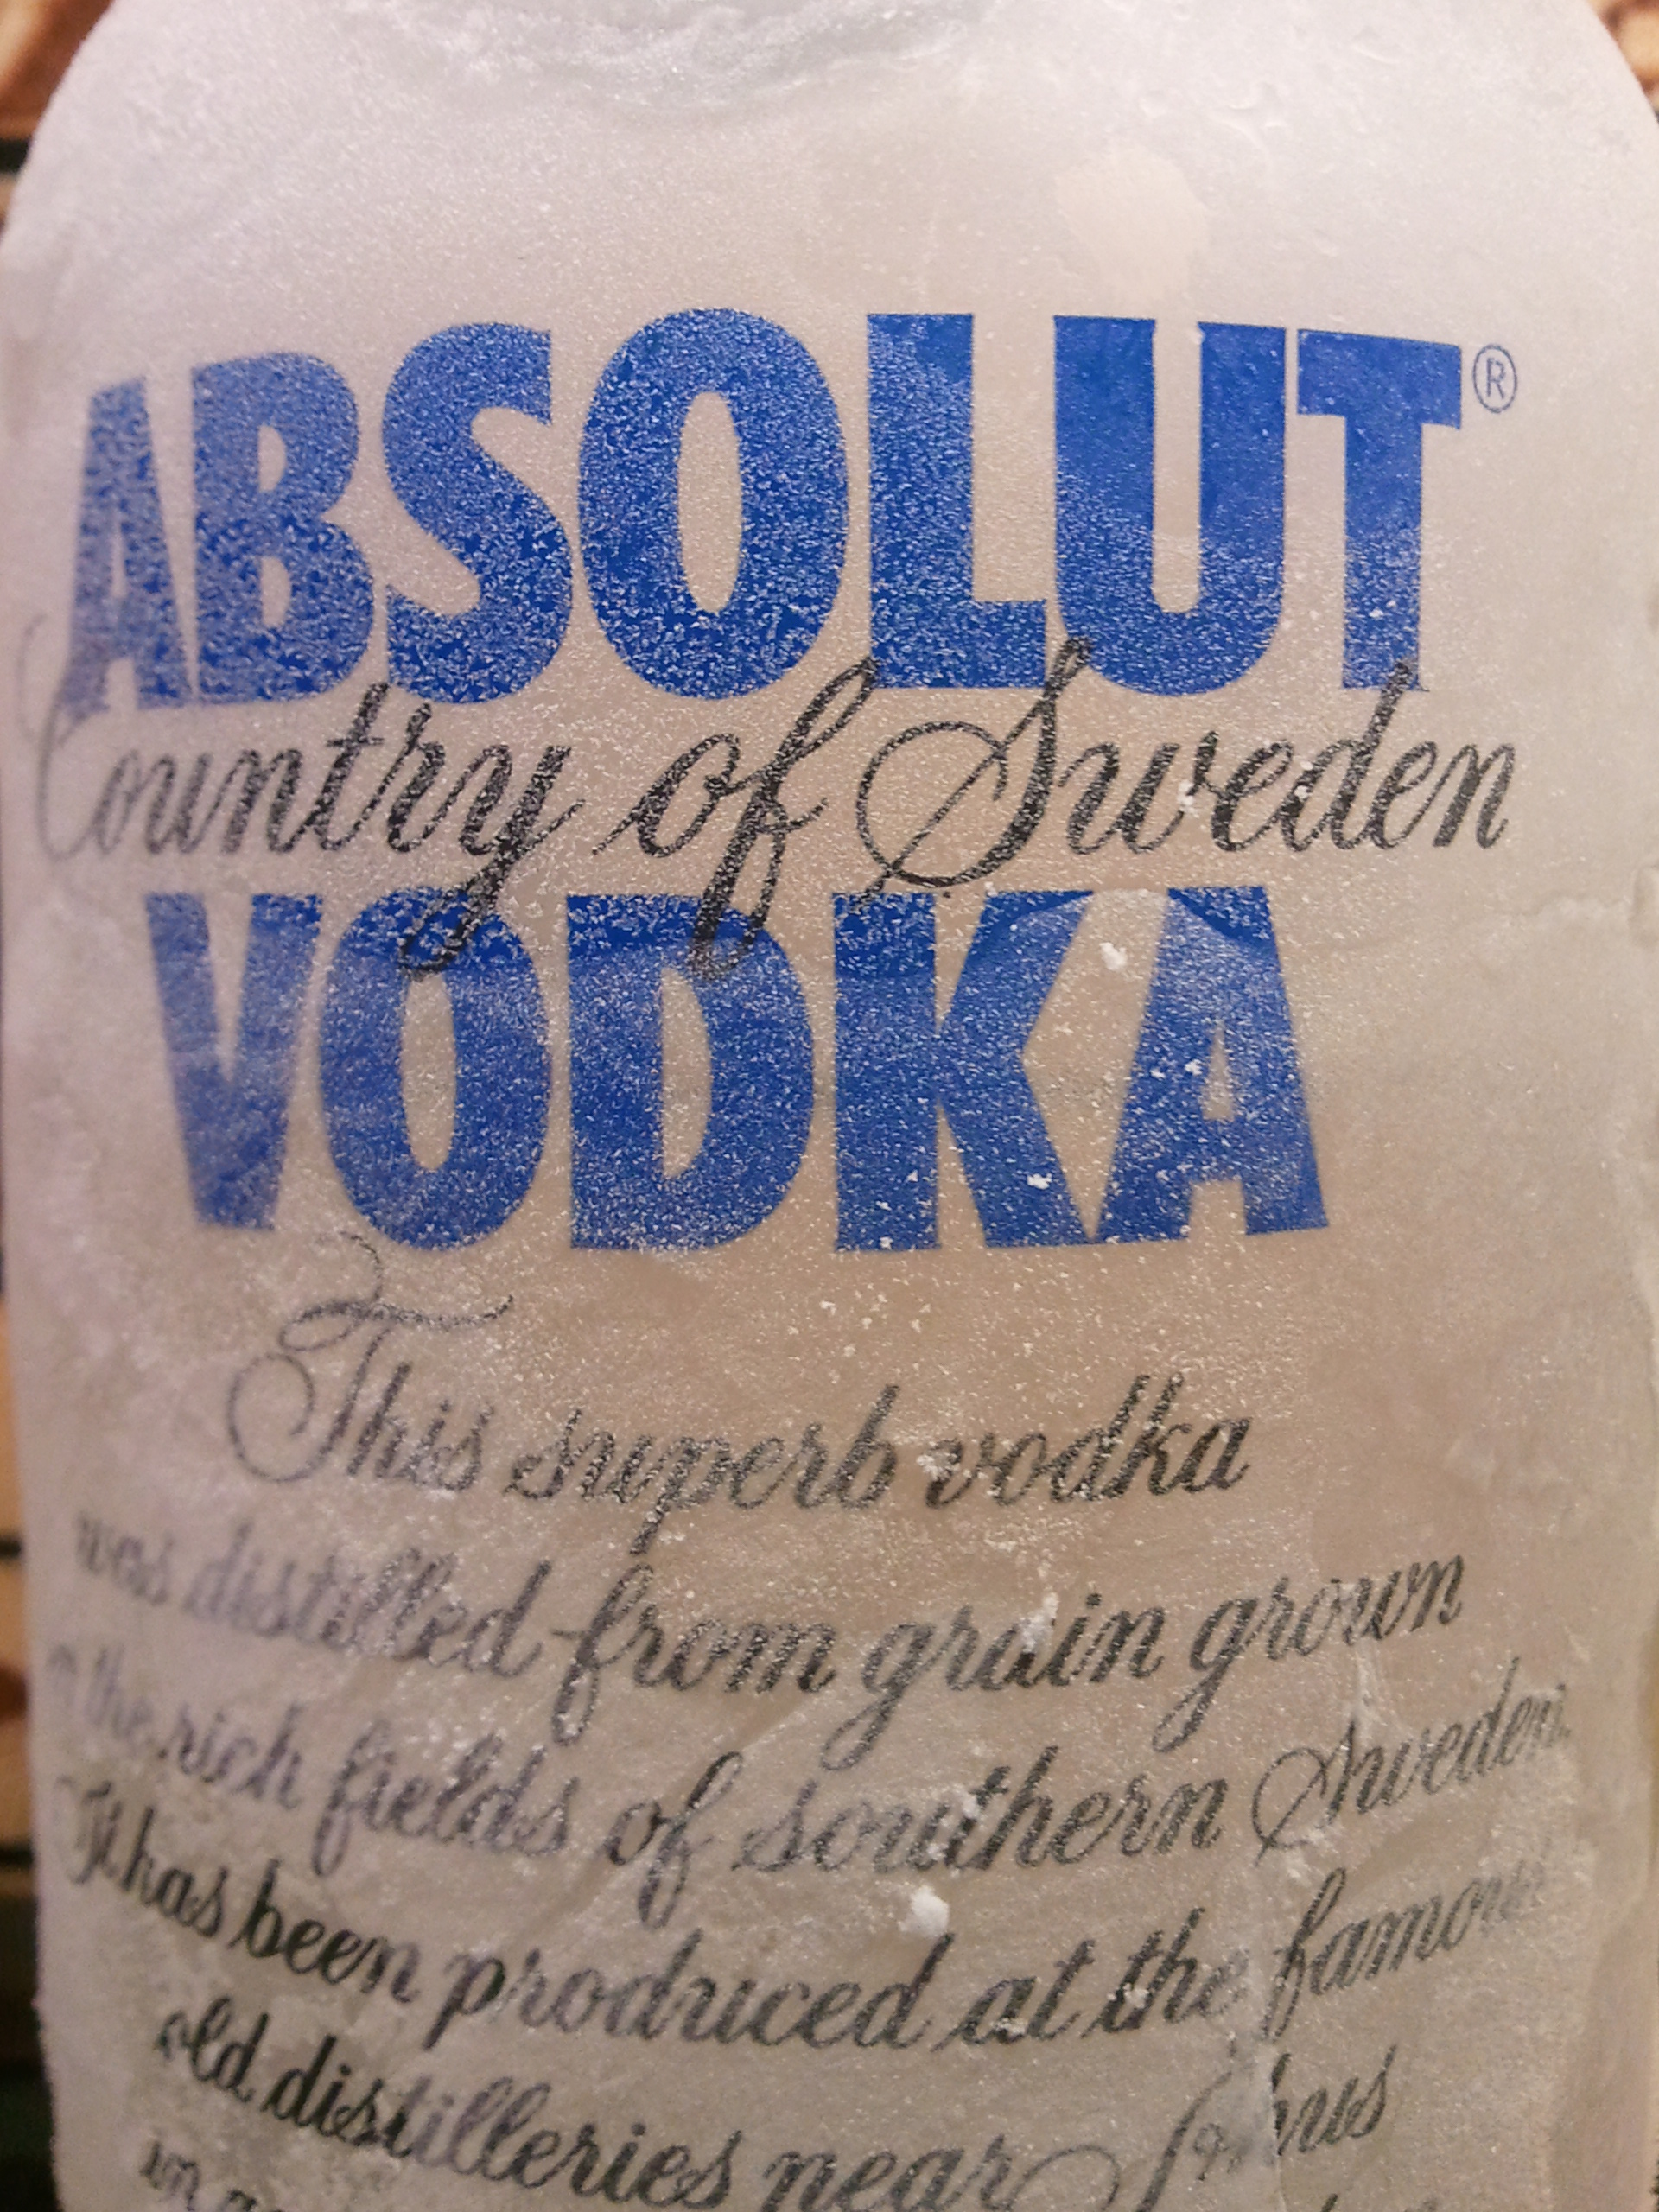 ABSOLUT®
Country of Sweden
VODKA
This superb vodka
was distilled from grain grown
the rich fields of southern Sweden.
It has been produced at the famous
old distilleries near